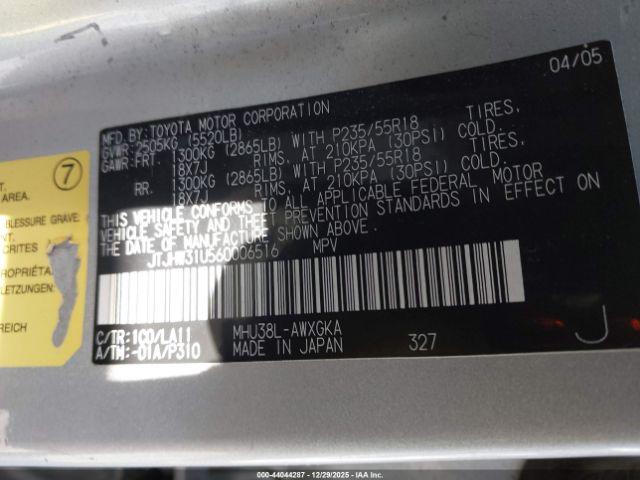 04/05
MFD.BY:TOYOTA MOTOR CORPORATION
GVWR:2505KG (5520LB)
GAWR:FRT. 1300KG (2865LB) WITH P235/55R18 TIRES,
18X7J RIMS, AT 210KPA (30PSI) COLD.
RR. 1300KG (2865LB) WITH P235/55R18 TIRES,
18X7J RIMS, AT 210KPA (30PSI) COLD.
THIS VEHICLE CONFORMS TO ALL APPLICABLE FEDERAL MOTOR
VEHICLE SAFETY AND THEFT PREVENTION STANDARDS IN EFFECT ON
THE DATE OF MANUFACTURE SHOWN ABOVE.
JTJHW31U560006516 MPV
C/TR:1C0/LA11 MHU38L-AWXGKA
A/TM:-01A/P310 MADE IN JAPAN 327 J
7
T.
AREA.
BLESSURE GRAVE.
NT.
CRITES
PROPRIÉTA
LETZUNGEN.
REICH
000-44044287 - 12/29/2025 - IAA Inc.